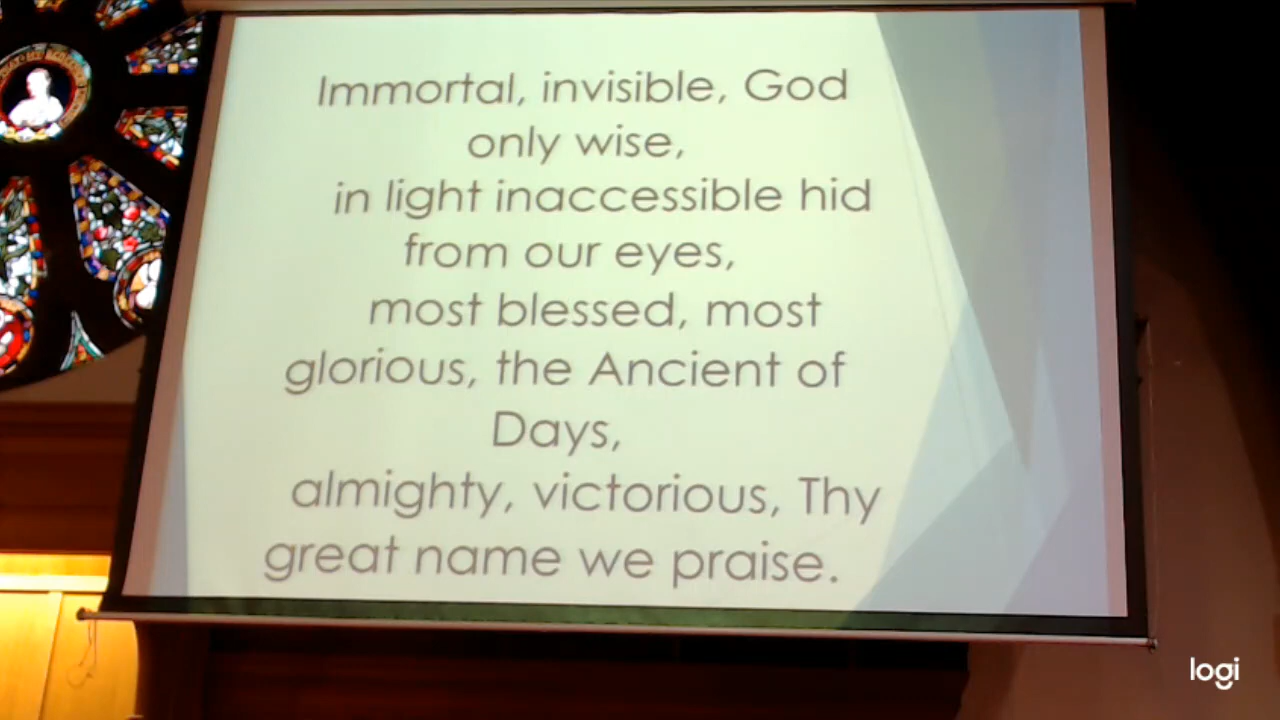 Immortal, invisible, God
only wise,
in light inaccessible hid
from our eyes,
most blessed, most
glorious, the Ancient of
Days,
almighty, victorious, Thy
great name we praise.
logi